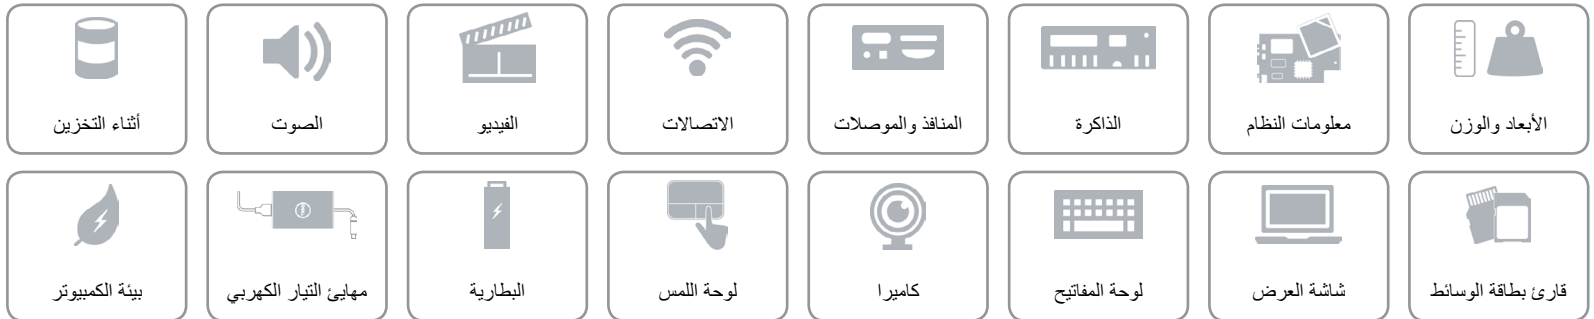 الأبعاد والوزن
معلومات النظام
الذاكرة
المنافذ والموصلات
الاتصالات
الفيديو
الصوت
أثناء التخزين
قارئ بطاقة الوسائط
شاشة العرض
لوحة المفاتيح
كاميرا
لوحة اللمس
البطارية
مهايئ التيار الكهربي
بيئة الكمبيوتر